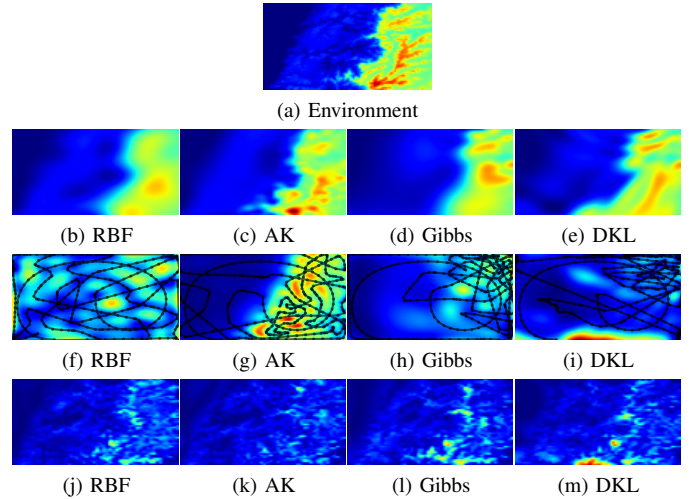 (a) Environment
(b) RBF (c) AK (d) Gibbs (e) DKL
(f) RBF (g) AK (h) Gibbs (i) DKL
(j) RBF (k) AK (l) Gibbs (m) DKL